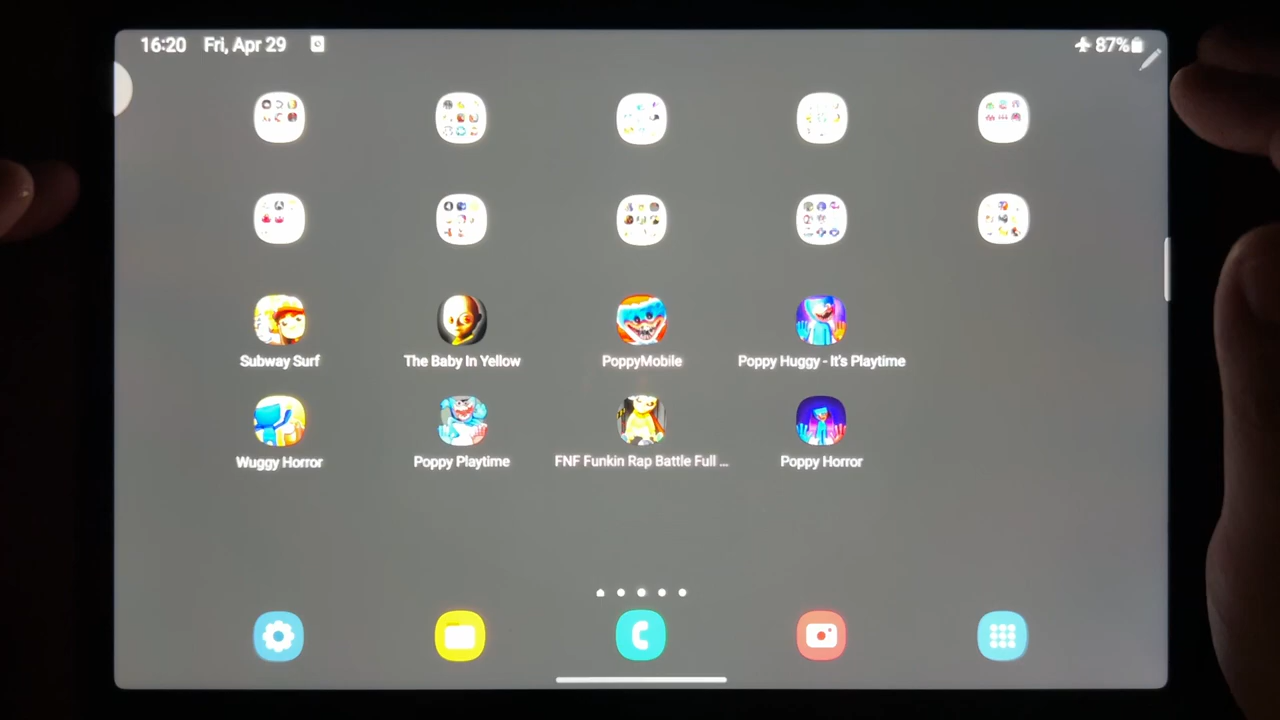 16:20 Fri, Apr 29
87%
Subway Surf
The Baby In Yellow
PoppyMobile
Poppy Huggy - It's Playtime
Wuggy Horror
Poppy Playtime
FNF Funkin Rap Battle Full ...
Poppy Horror